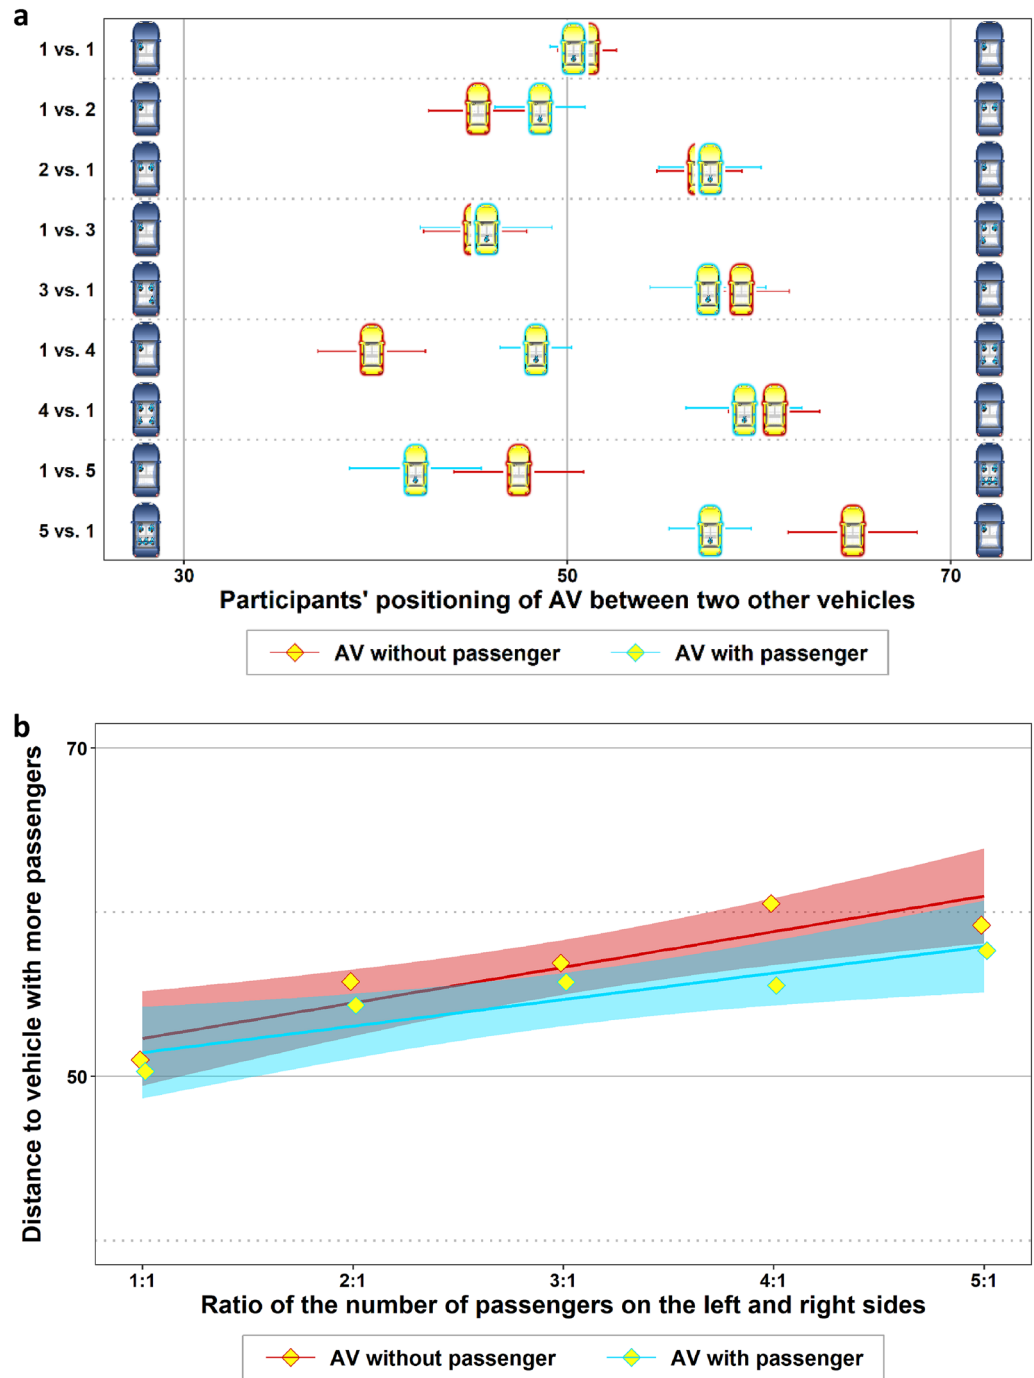 a
1 vs. 1
1 vs. 2
2 vs. 1
1 vs. 3
3 vs. 1
1 vs. 4
4 vs. 1
1 vs. 5
5 vs. 1
30 50 70
Participants' positioning of AV between two other vehicles
AV without passenger AV with passenger
b
Distance to vehicle with more passengers
70
50
1:1 2:1 3:1 4:1 5:1
Ratio of the number of passengers on the left and right sides
AV without passenger AV with passenger